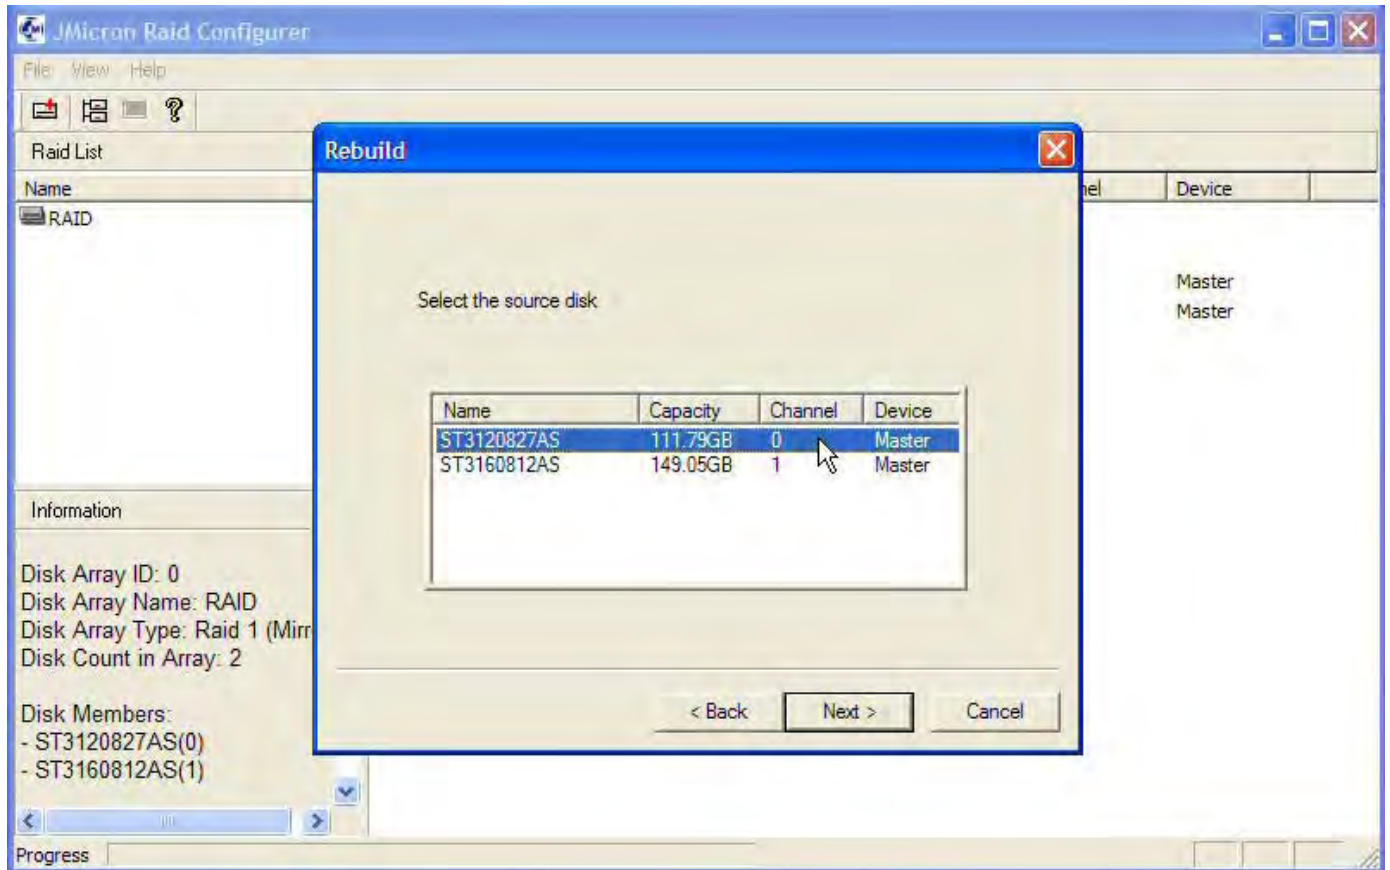 JMicron Raid Configurer
File View Help
Raid List
Name
RAID
Information
Disk Array ID: 0
Disk Array Name: RAID
Disk Array Type: Raid 1 (Mirr
Disk Count in Array: 2
Disk Members:
- ST3120827AS(0)
- ST3160812AS(1)
Rebuild
Select the source disk
Name Capacity Channel Device
ST3120827AS 111.79GB 0 Master
ST3160812AS 149.05GB 1 Master
< Back Next > Cancel
nel Device
Master
Master
Progress